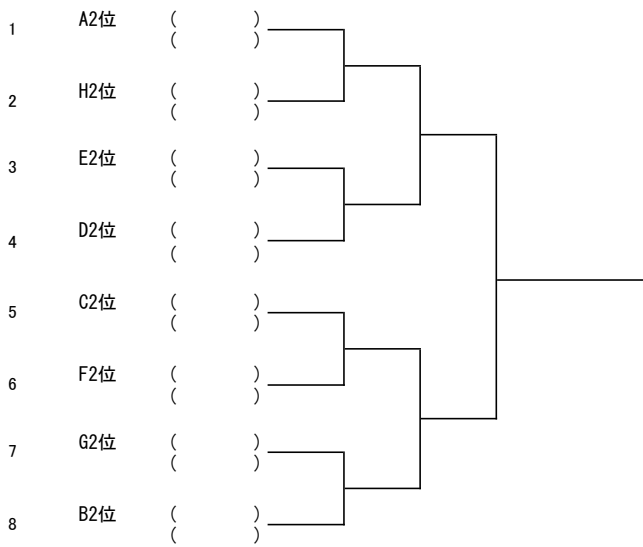 1 A2位 ( )
( )
2 H2位 ( )
( )
3 E2位 ( )
( )
4 D2位 ( )
( )
5 C2位 ( )
( )
6 F2位 ( )
( )
7 G2位 ( )
( )
8 B2位 ( )
( )